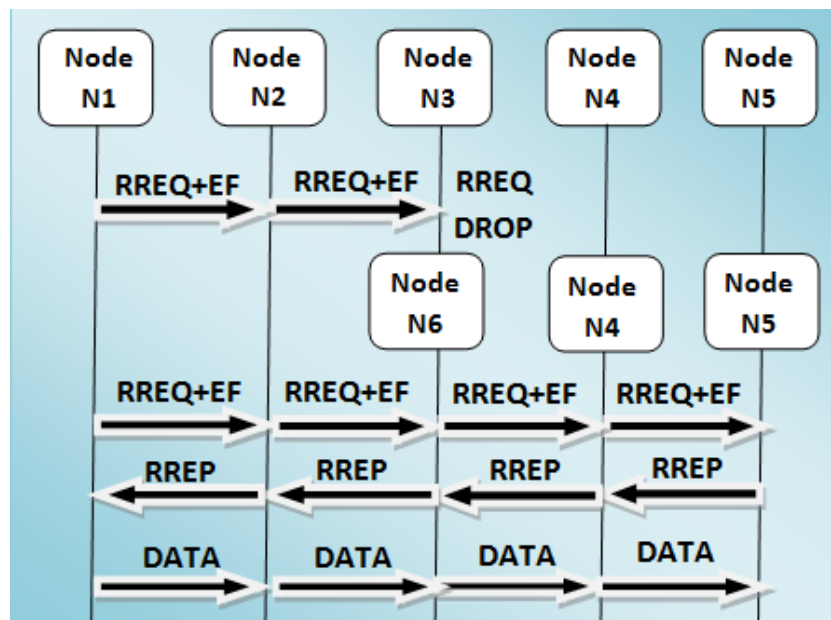 Node N1
Node N2
Node N3
Node N4
Node N5
RREQ+EF
RREQ+EF
RREQ
DROP
Node N6
Node N4
Node N5
RREQ+EF
RREQ+EF
RREQ+EF
RREQ+EF
RREP
RREP
RREP
RREP
DATA
DATA
DATA
DATA